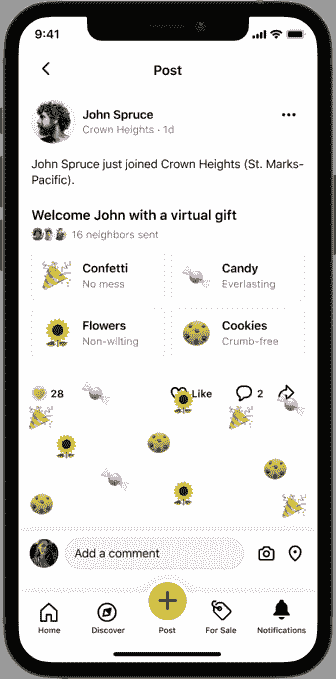 9:41
Post
John Spruce
Crown Heights · 1d
John Spruce just joined Crown Heights (St. Marks-
Pacific).
Welcome John with a virtual gift
16 neighbors sent
Confetti
No mess
Candy
Everlasting
Flowers
Non-wilting
Cookies
Crumb-free
28
Like
2
Add a comment
Home
Discover
Post
For Sale
Notifications